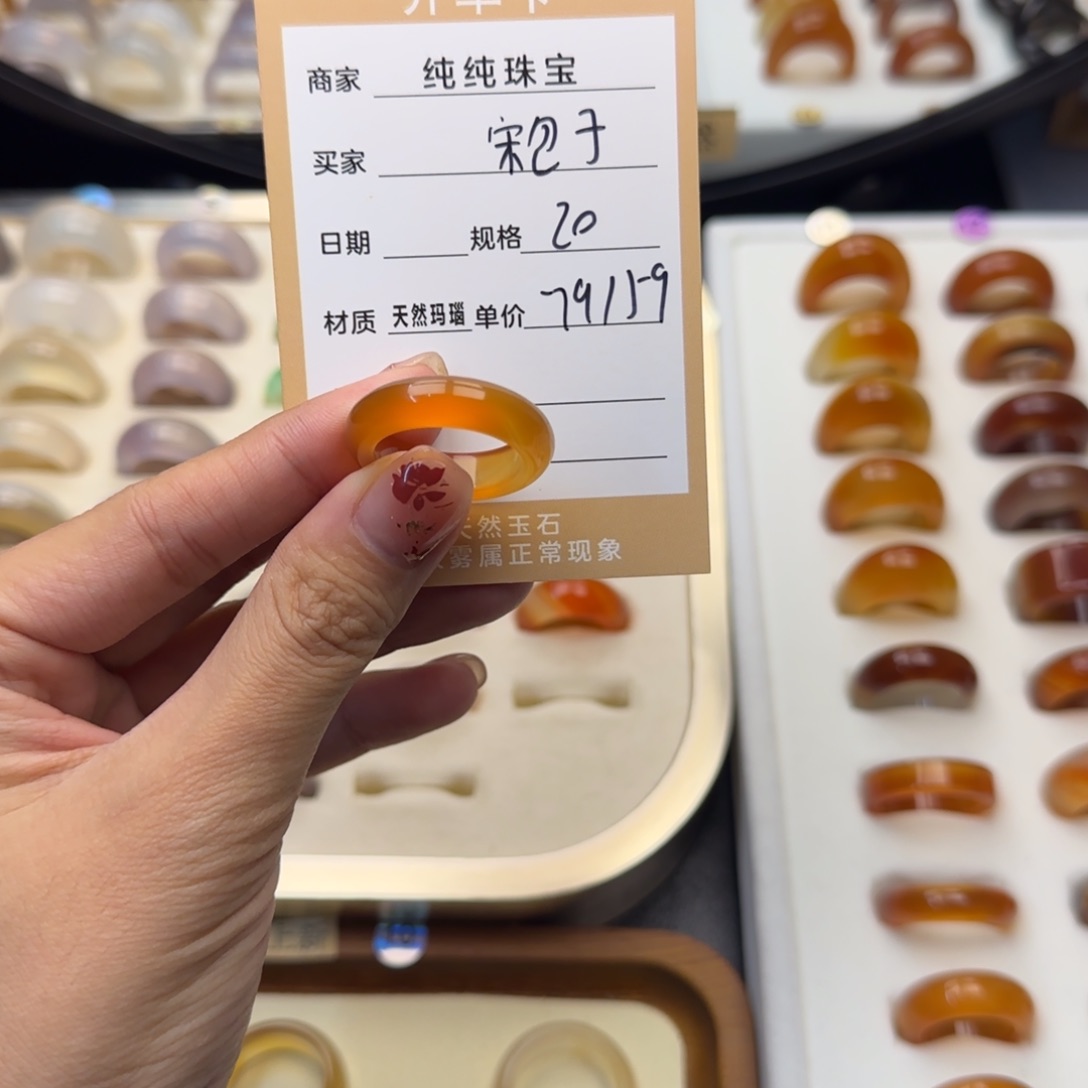 商家 纯纯珠宝
买家 宋包子
日期 规格 20
材质 天然玛瑙 单价 79/159
天然玉石
雾属正常现象